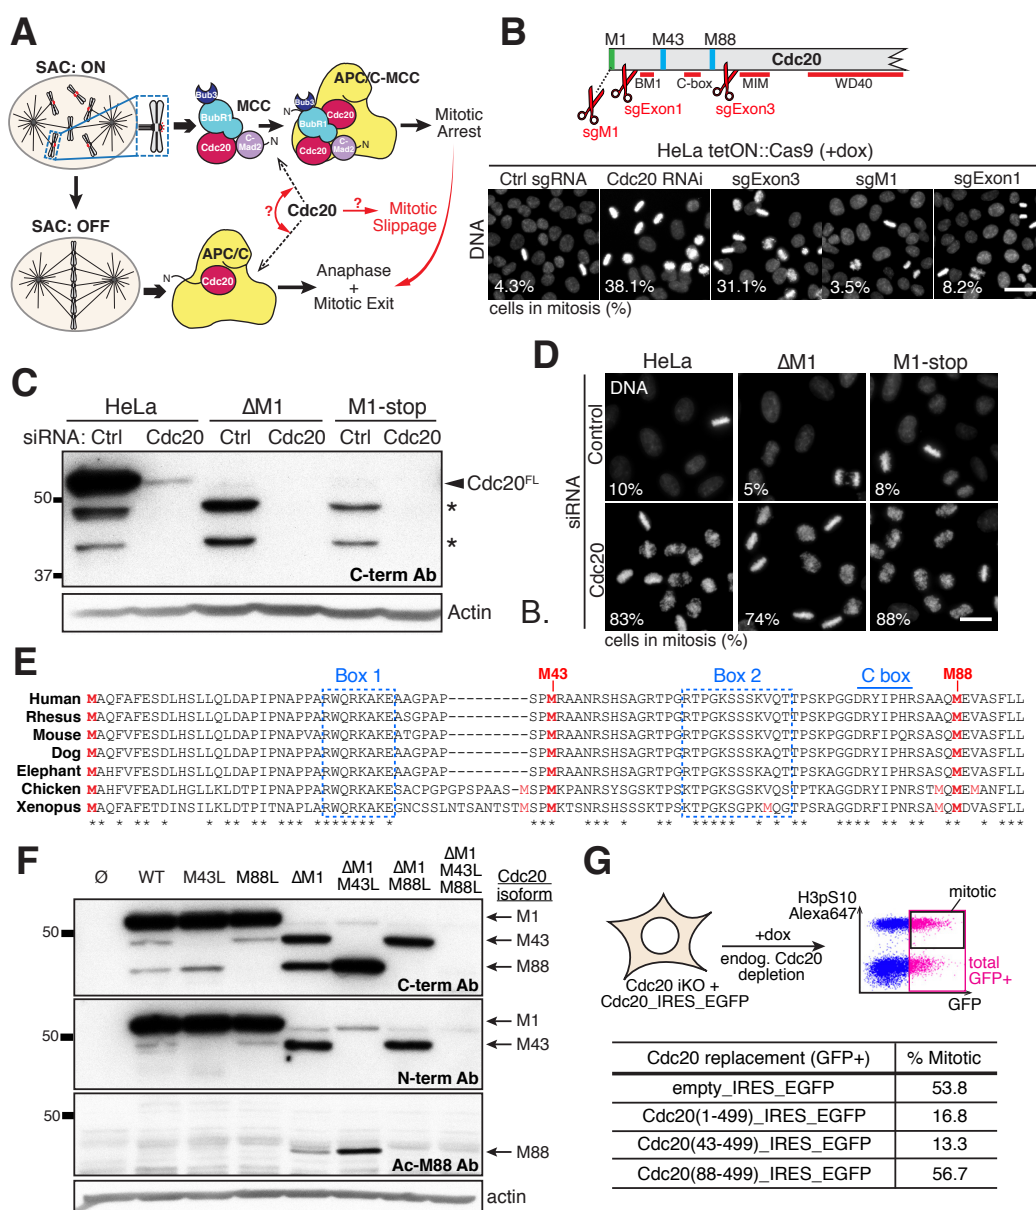 A
SAC: ON
SAC: OFF
Bub3
BubR1
MCC
Cdc20
C-Mad2
N
APC/C-MCC
Bub3
N
BubR1
Cdc20
Cdc20
C-Mad2
N
Mitotic
Arrest
?
Cdc20
?
Mitotic
Slippage
APC/C
N
Cdc20
Anaphase
+
Mitotic Exit
B
M1 M43 M88
Cdc20
BM1 C-box MIM WD40
sgM1
sgExon1
sgExon3
HeLa tetON::Cas9 (+dox)
Ctrl sgRNA Cdc20 RNAi sgExon3 sgM1 sgExon1
DNA
4.3% 38.1% 31.1% 3.5% 8.2%
cells in mitosis (%)
C
HeLa ΔM1 M1-stop
siRNA: Ctrl Cdc20 Ctrl Cdc20 Ctrl Cdc20
Cdc20FL
50
*
*
37
C-term Ab
Actin
B.
D
HeLa ΔM1 M1-stop
siRNA
Control
DNA
10% 5% 8%
Cdc20
83% 74% 88%
cells in mitosis (%)
E
Box 1 M43 Box 2 C box M88
Human MAQFAFESDLHSLLQLDAPIPNAPPARWQRKAKEAAGPAP---------SPMRAANRSHSAGRTPGRTPGKSSSKVQTTPSKPGGDRYIPHRSAAQMEVASFLL
Rhesus MAQFAFESDLHSLLQLDAPIPNAPPARWQRKAKEASGPAP---------SPMRAANRSHSAGRTPGRTPGKSSSKVQTTPSKPGGDRYIPHRSAAQMEVASFLL
Mouse MAQFVFESDLHSLLQLDAPIPNAPVARWQRKAKEATGPAP---------SPMRAANRSHSAGRTPGRTPGKSSSKVQTTPSKPGGDRFIPQRSASQMEVASFLL
Dog MAQFVFESDLHSLLQLDAPIPNAPPARWQRKAKEAAGPAP---------SPMRAANRSHSAGRTPGRTPGKSSSKAQTTPSKPGGDRYIPHRSASQMEVASFLL
Elephant MAHFVFESDLHSLLQLDAPIPNAPPARWQRKAKEAAGPAP---------SPMRAANRSHSAGRTPGRTPGKSSSKAQTTPSKPGGDRYIPHRSAAQMEVASFLL
Chicken MAHFVFEADLHGLLKLDTPIPNAPPARWQRKAKESACPGPGPSPAAS-MSPMKPANRSYSGSKTPSKTPGKSGSKVQSTPSKAGGDRYIPNRSTMQMEMANFLL
Xenopus MAQFAFETDINSILKLDTPITNAPLARWQRKAKEGNCSSLNTSANTSTMSPMKTSNRSHSSSKTPSKTPGKSGPKMQGTPSRAGGDRYIPNRSAMQMDVASFLL
F
Ø WT M43L M88L ΔM1 ΔM1 M43L ΔM1 M88L ΔM1 M43L M88L
Cdc20
isoform
50
M1
M43
M88
C-term Ab
50
M1
M43
N-term Ab
50
M88
Ac-M88 Ab
actin
G
+dox
endog. Cdc20
depletion
Cdc20 iKO +
Cdc20_IRES_EGFP
H3pS10
Alexa647
mitotic
total
GFP+
GFP
Cdc20 replacement (GFP+) % Mitotic
empty_IRES_EGFP 53.8
Cdc20(1-499)_IRES_EGFP 16.8
Cdc20(43-499)_IRES_EGFP 13.3
Cdc20(88-499)_IRES_EGFP 56.7